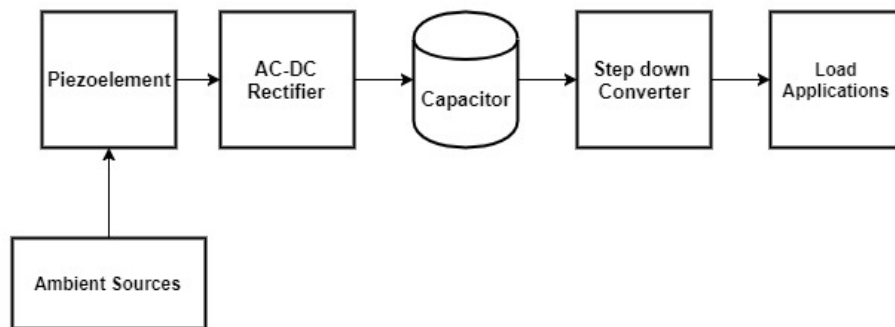 Piezoelement
AC-DC
Rectifier
Capacitor
Step down
Converter
Load
Applications
Ambient Sources